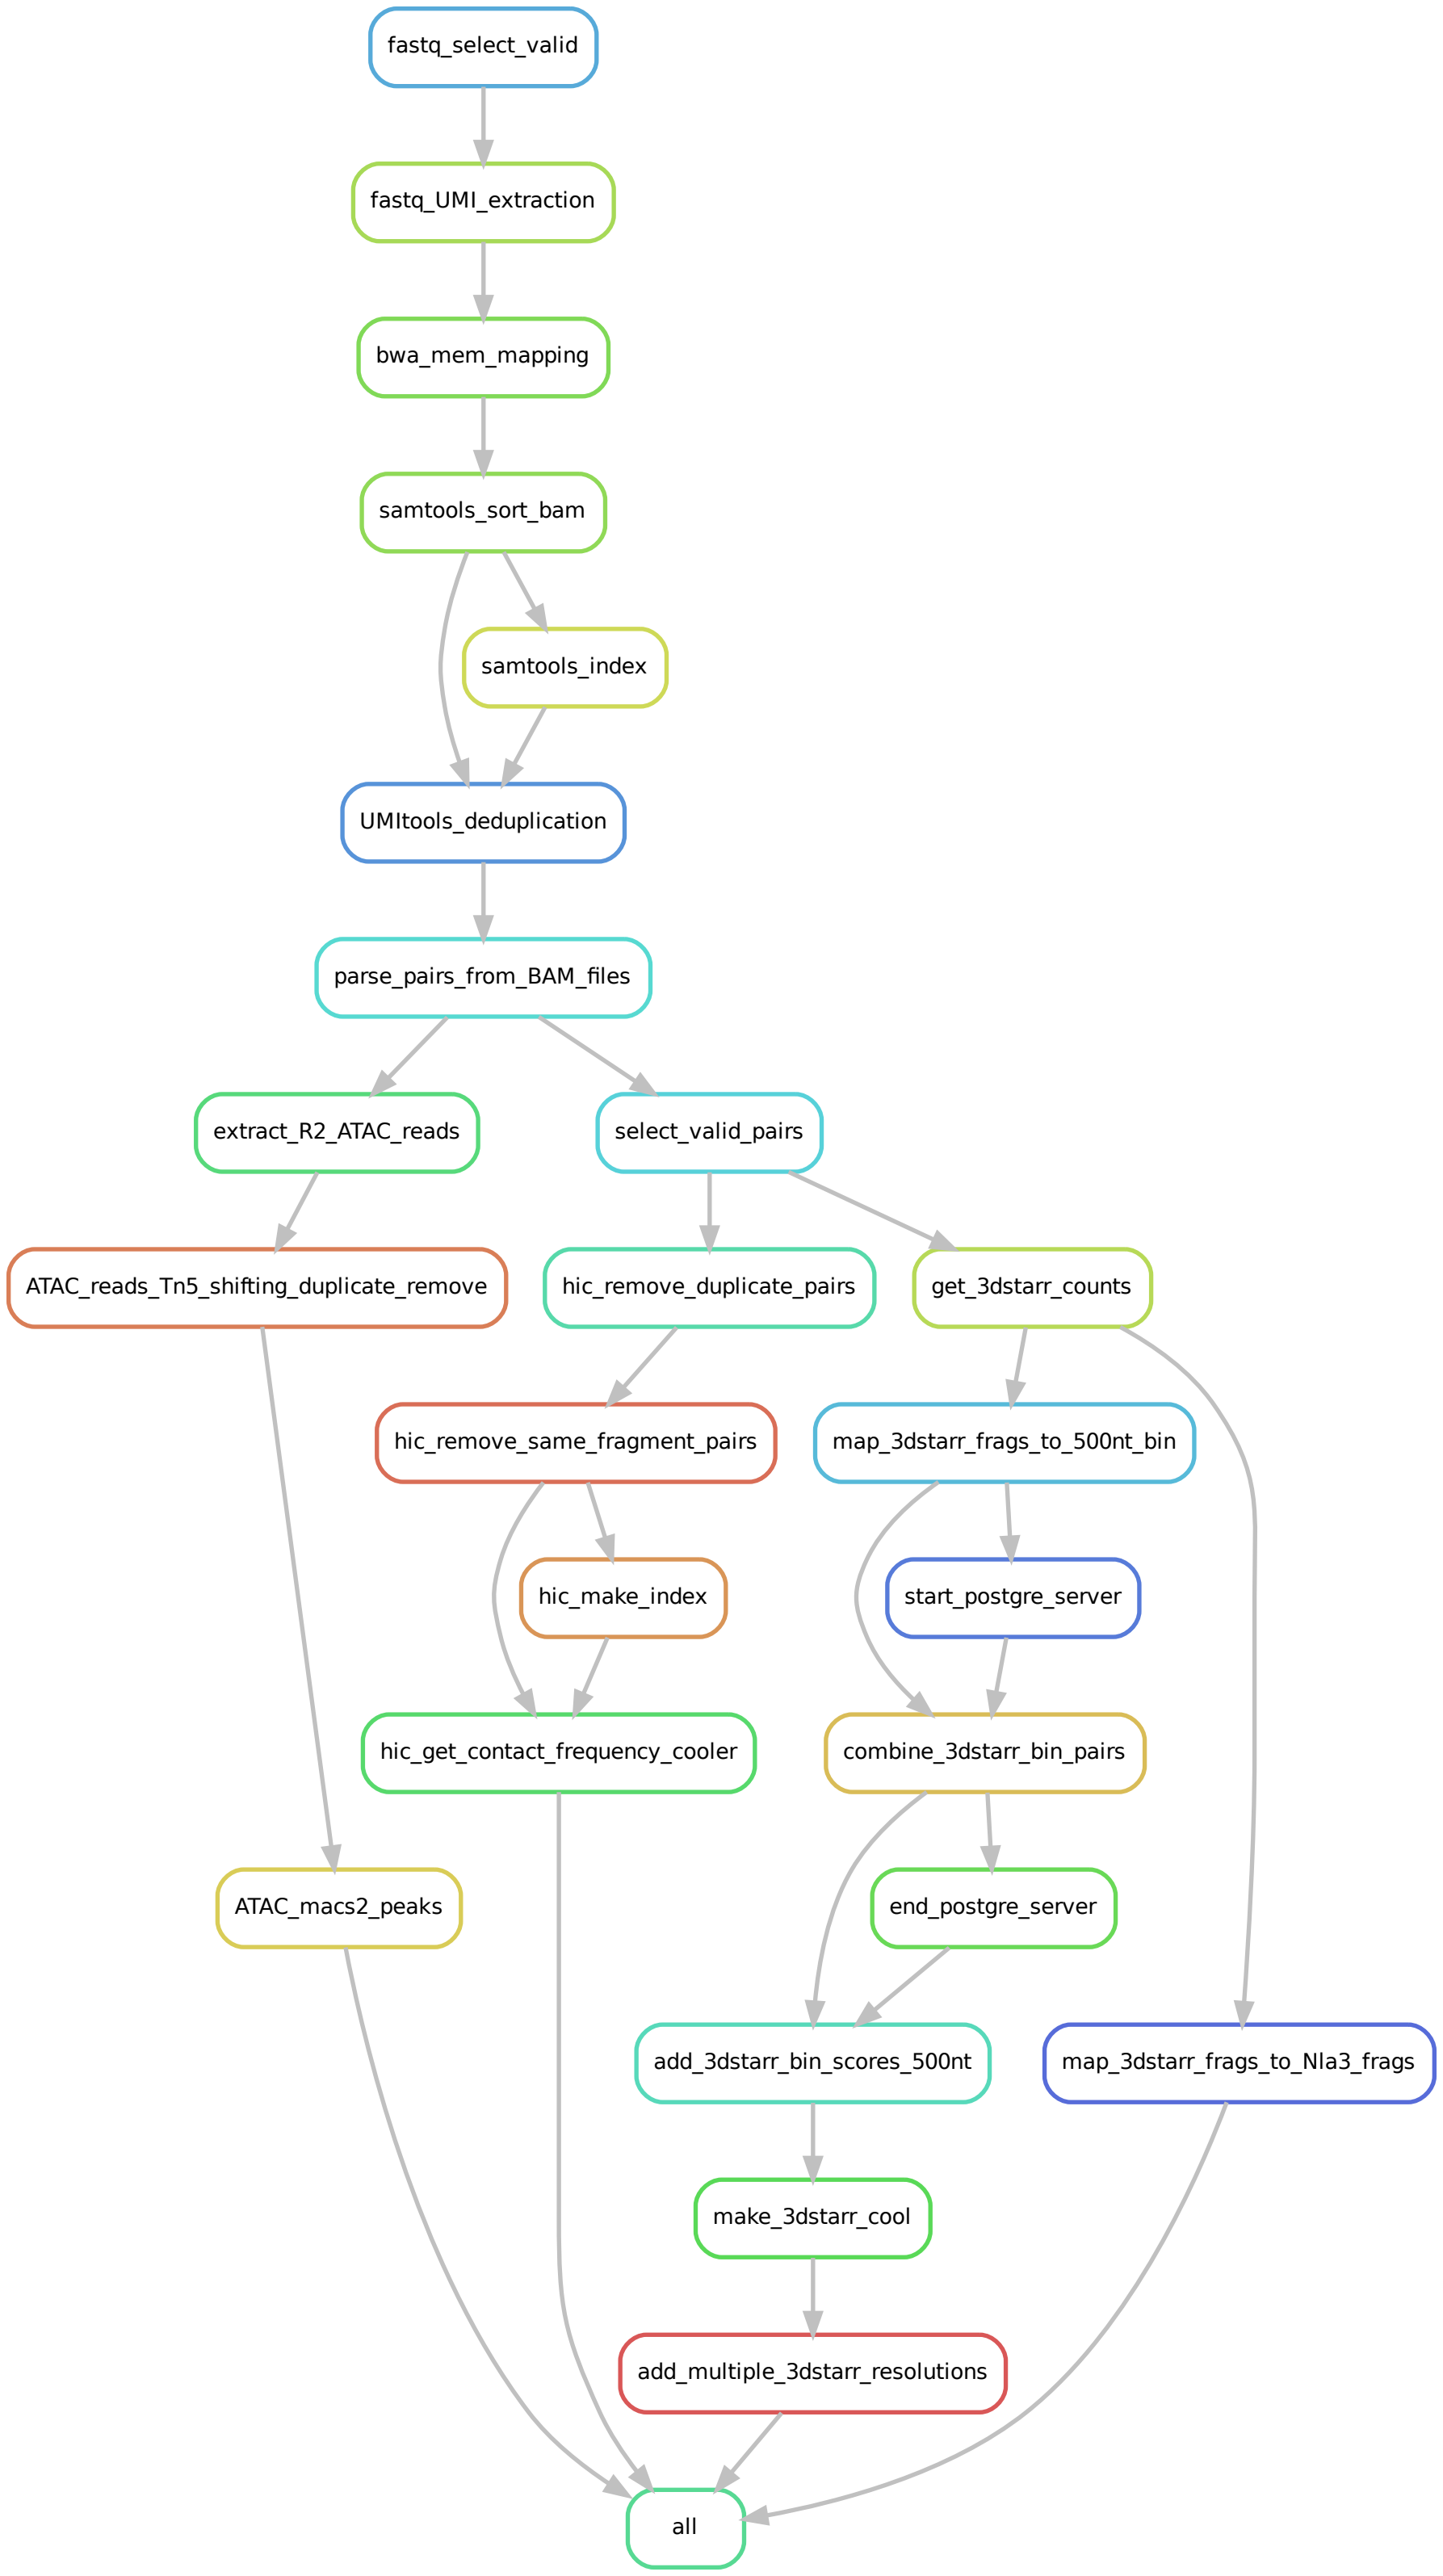 fastq_select_valid
fastq_UMI_extraction
bwa_mem_mapping
samtools_sort_bam
samtools_index
UMItools_deduplication
parse_pairs_from_BAM_files
extract_R2_ATAC_reads
select_valid_pairs
ATAC_reads_Tn5_shifting_duplicate_remove
hic_remove_duplicate_pairs
get_3dstarr_counts
hic_remove_same_fragment_pairs
map_3dstarr_frags_to_500nt_bin
hic_make_index
start_postgre_server
hic_get_contact_frequency_cooler
combine_3dstarr_bin_pairs
ATAC_macs2_peaks
end_postgre_server
add_3dstarr_bin_scores_500nt
map_3dstarr_frags_to_Nla3_frags
make_3dstarr_cool
add_multiple_3dstarr_resolutions
all